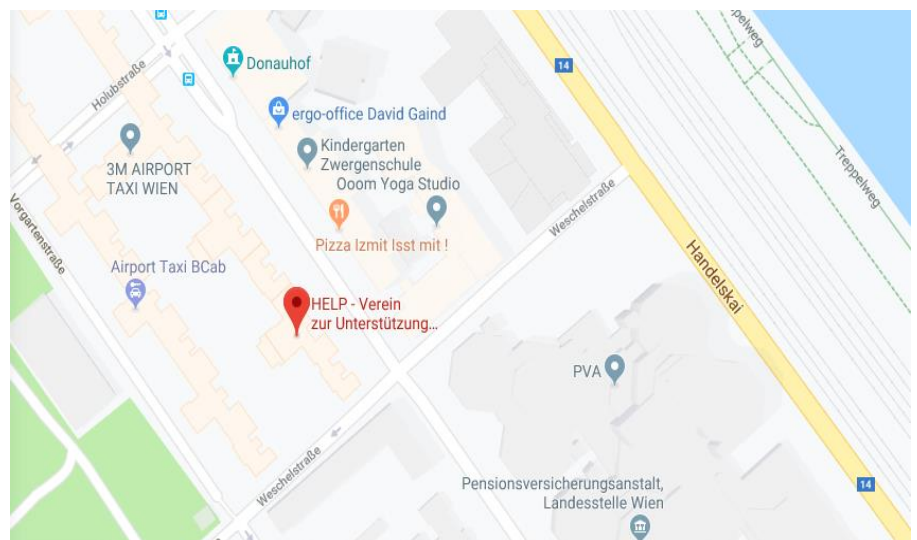 Donauhof
14
Treppelweg
Holubstraße
ergo-office David Gaind
Kindergarten
Zwergenschule
Ooom Yoga Studio
3M AIRPORT
TAXI WIEN
Treppelweg
Vorgartenstraße
Weschelstraße
Pizza Izmit Isst mit !
Handelskai
Airport Taxi BCab
HELP - Verein
zur Unterstützung...
PVA
Weschelstraße
Pensionsversicherungsanstalt,
Landesstelle Wien
14